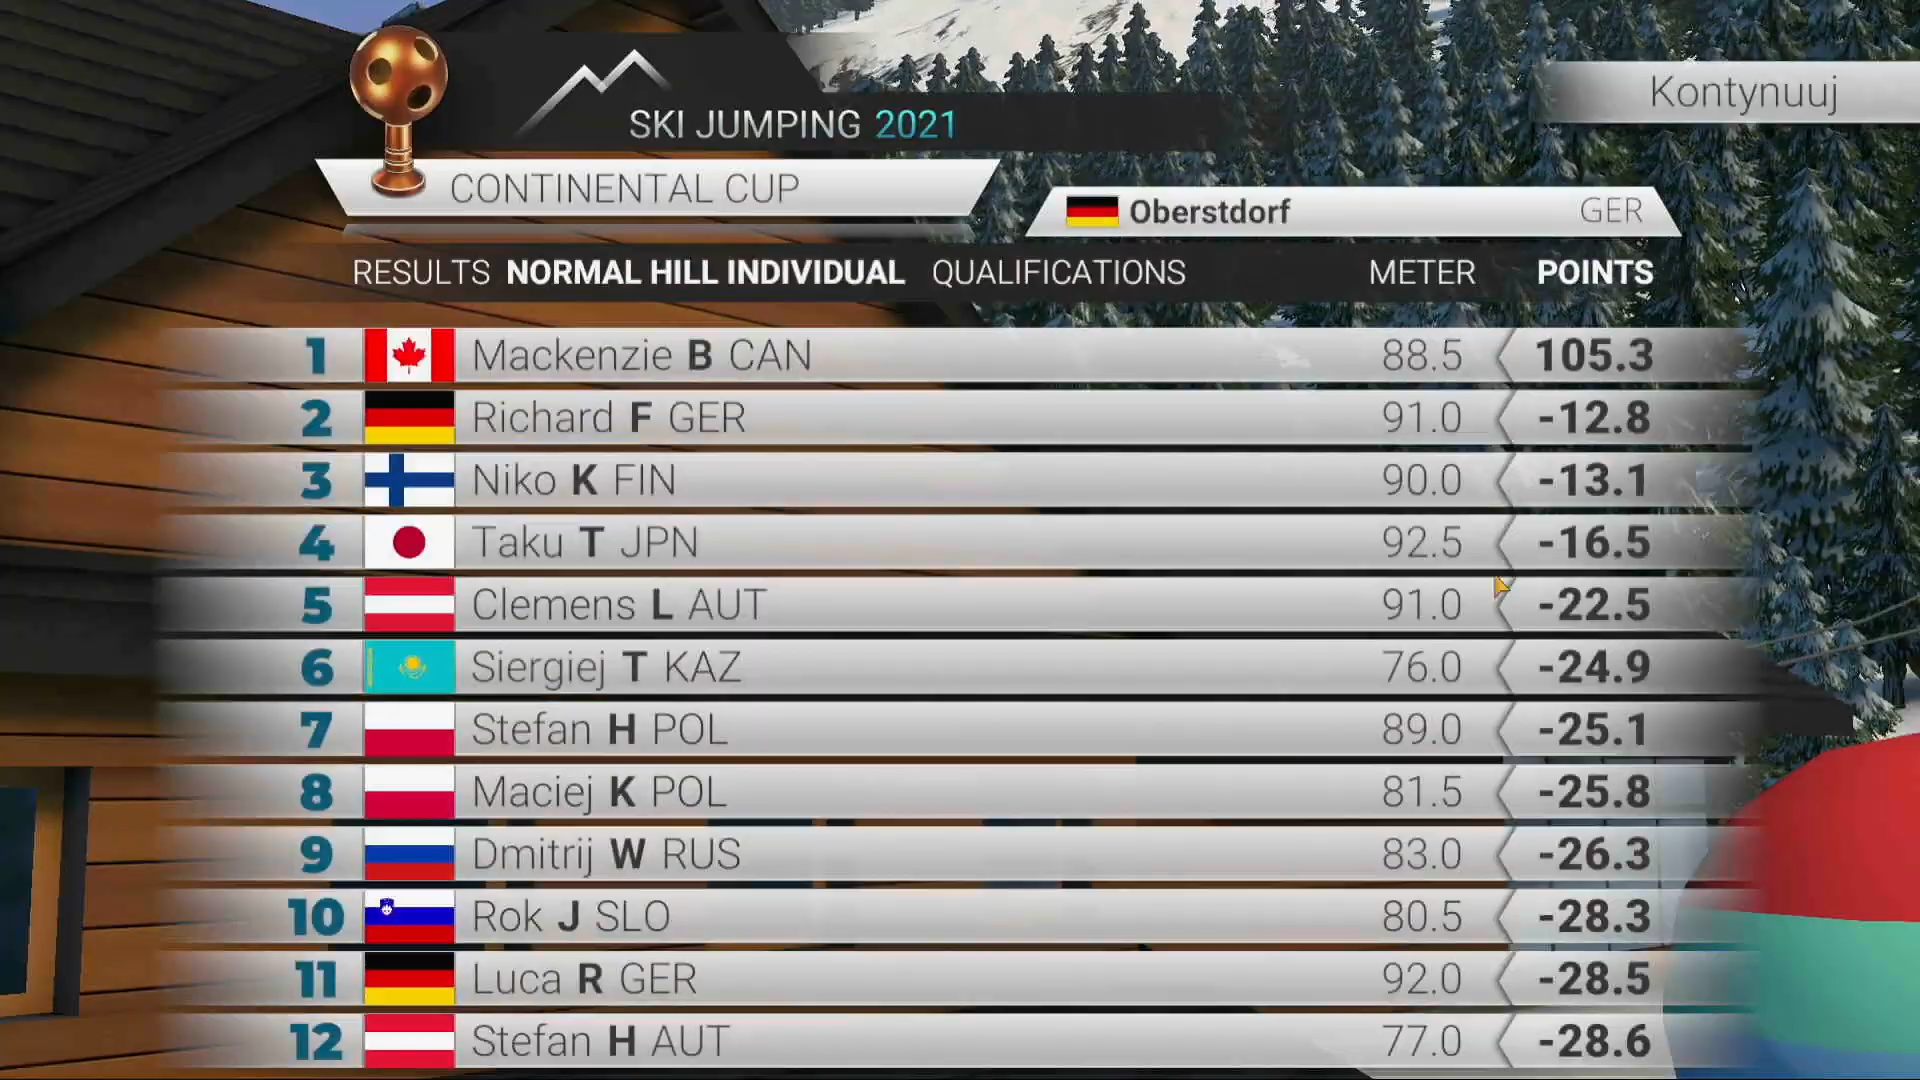 SKI JUMPING 2021
Kontynuuj
CONTINENTAL CUP
Oberstdorf GER
RESULTS NORMAL HILL INDIVIDUAL QUALIFICATIONS METER POINTS
1 Mackenzie B CAN 88.5 105.3
2 Richard F GER 91.0 -12.8
3 Niko K FIN 90.0 -13.1
4 Taku T JPN 92.5 -16.5
5 Clemens L AUT 91.0 -22.5
6 Siergiej T KAZ 76.0 -24.9
7 Stefan H POL 89.0 -25.1
8 Maciej K POL 81.5 -25.8
9 Dmitrij W RUS 83.0 -26.3
10 Rok J SLO 80.5 -28.3
11 Luca R GER 92.0 -28.5
12 Stefan H AUT 77.0 -28.6